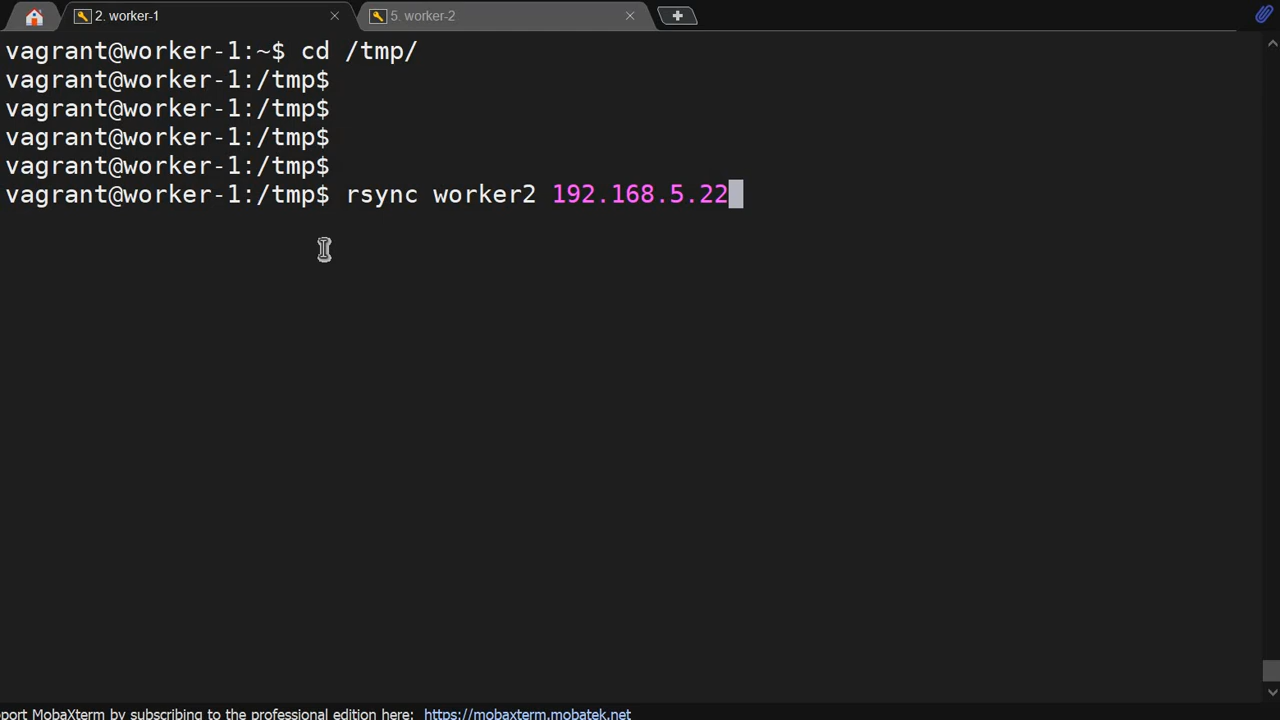 2. worker-1
5. worker-2
vagrant@worker-1:~$ cd /tmp/
vagrant@worker-1:/tmp$
vagrant@worker-1:/tmp$
vagrant@worker-1:/tmp$
vagrant@worker-1:/tmp$
vagrant@worker-1:/tmp$ rsync worker2 192.168.5.22
port MobaXterm by subscribing to the professional edition here: https://mobaxterm.mobatek.net